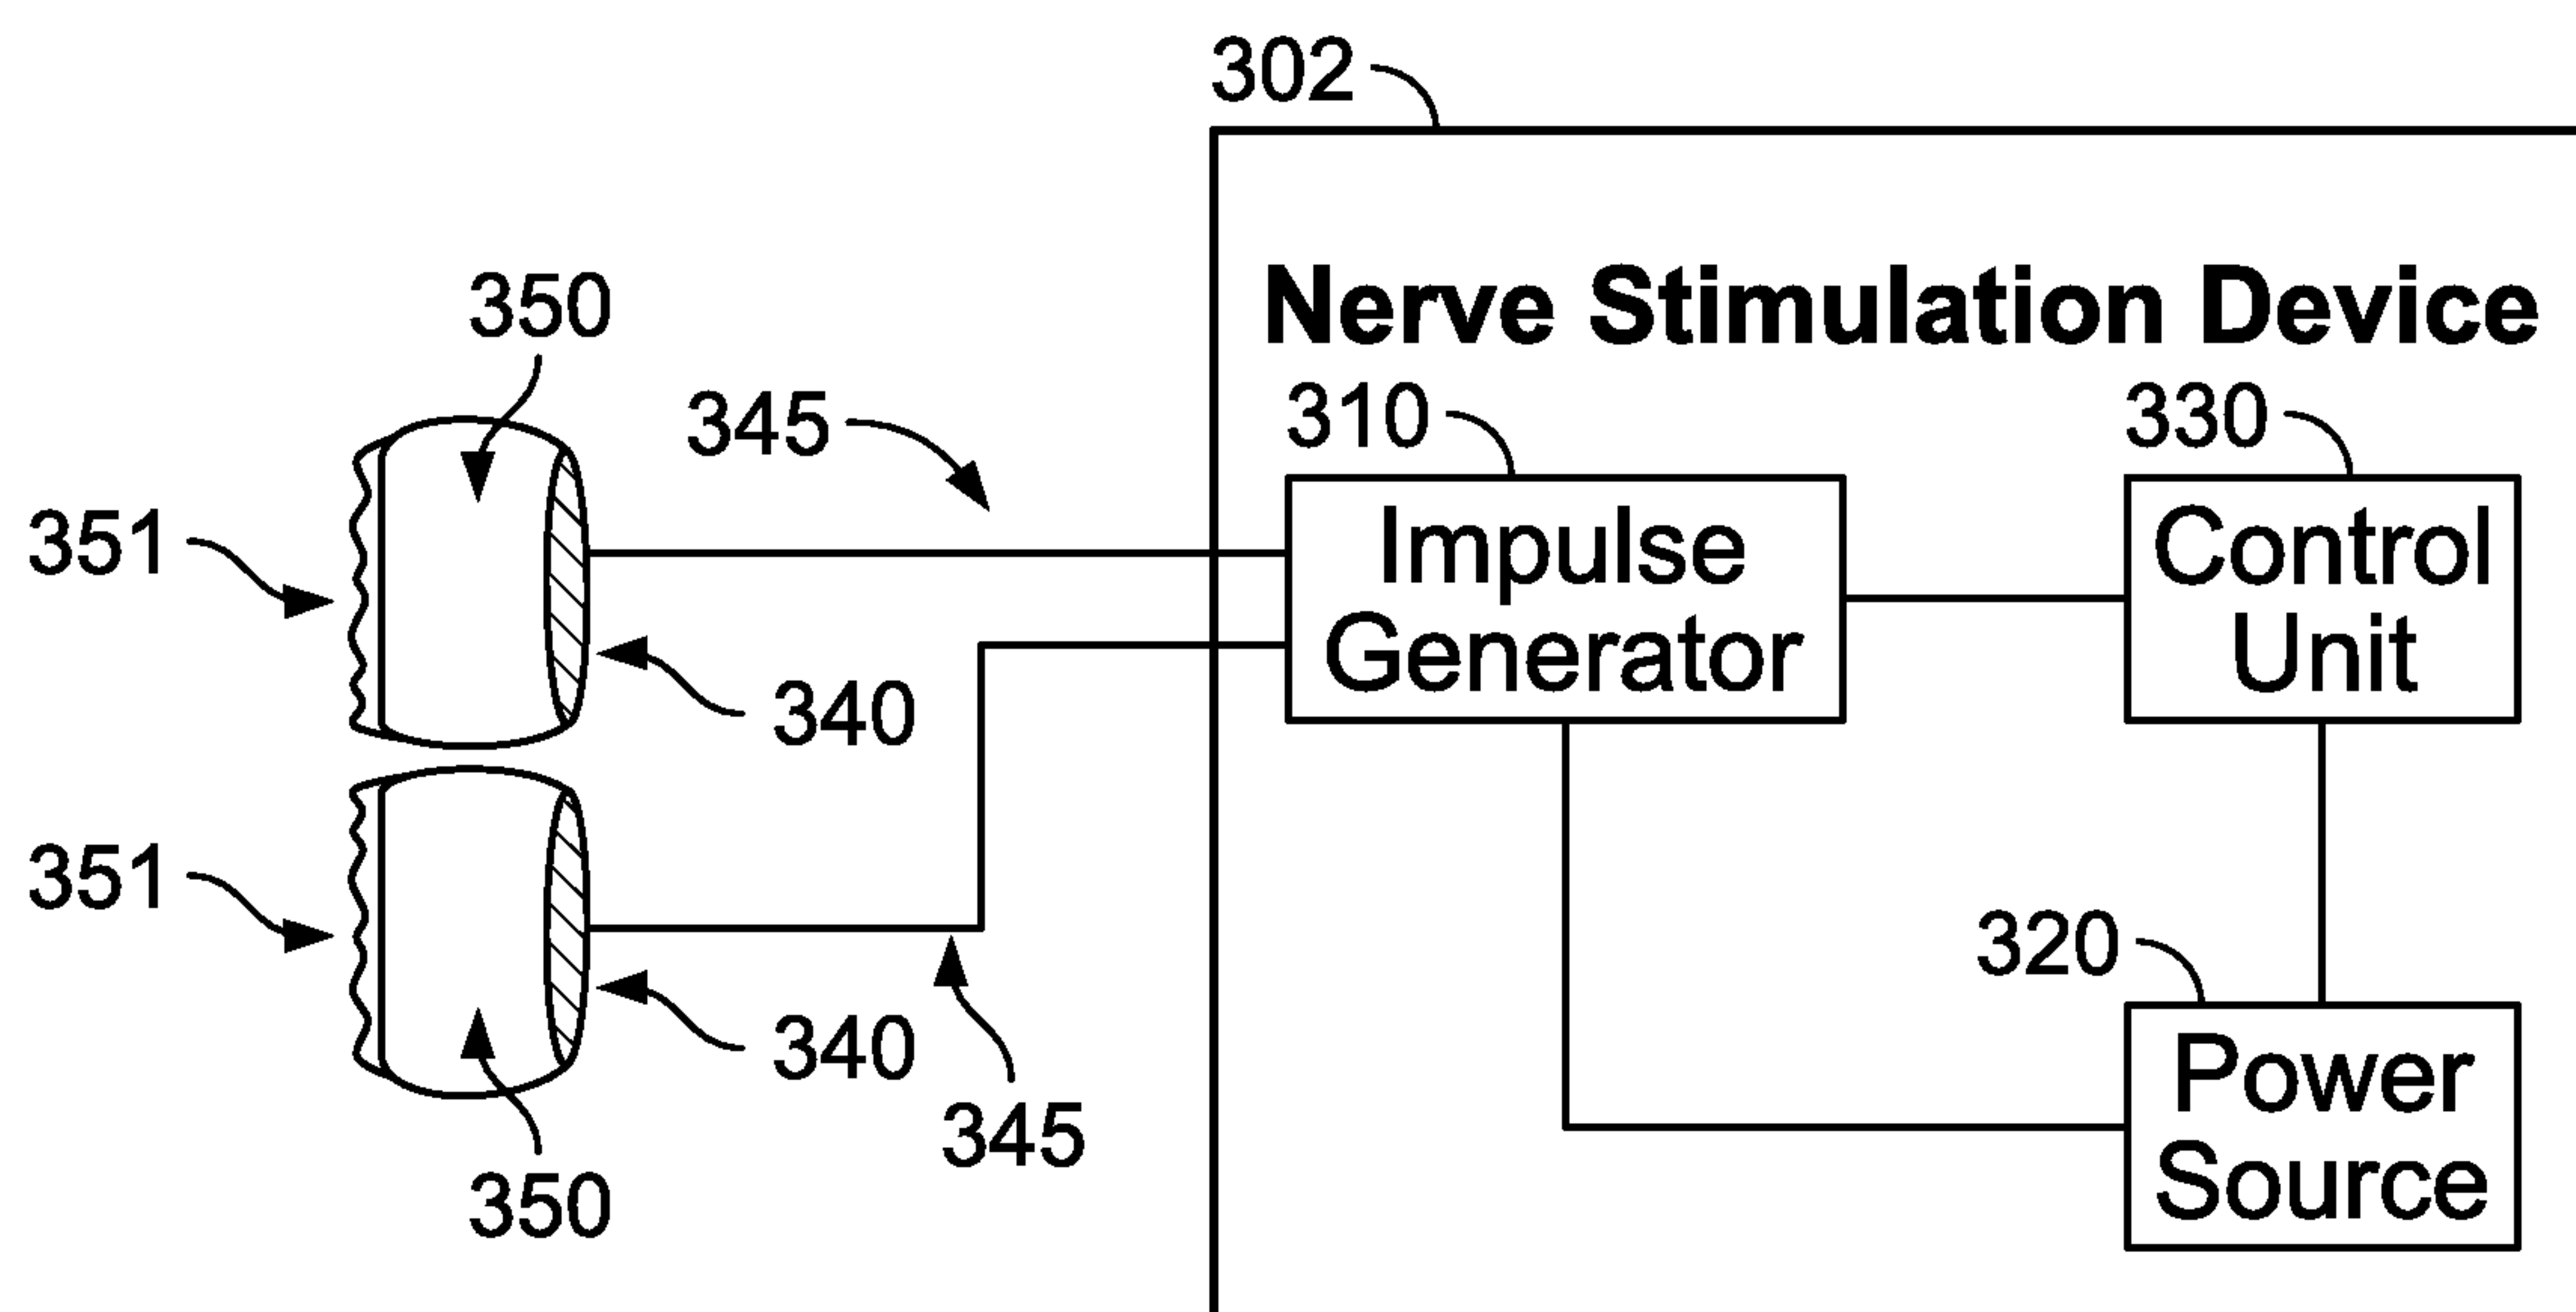 302
Nerve Stimulation Device
350
345
310
330
351
Impulse
Generator
Control
Unit
340
351
320
340
345
Power
Source
350